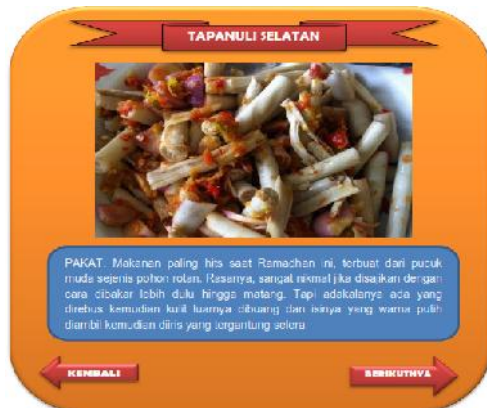 TAPANULI SELATAN
PAKAT. Makanan paling hits saat Ramadhan ini, terbuat dari pucuk
muda sejenis pohon rotan. Rasanya, sangat nikmat jika disajikan dengan
cara dibakar lebih dulu hingga matang. Tapi adakalanya ada yang
direbus kemudian kulit luarnya dibuang dan isinya yang warna putih
diambil kemudian diiris yang tergantung selera
KEMBALI
BERIKUTNYA